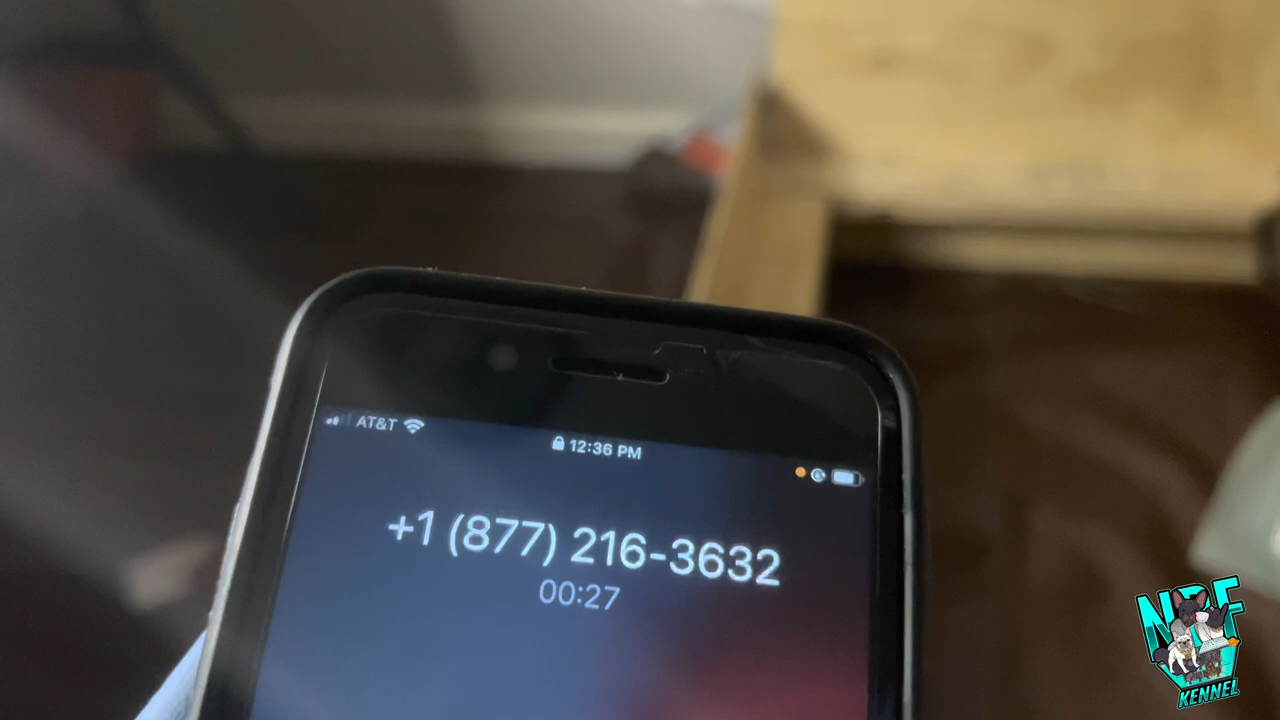 AT&T
12:36 PM
+1 (877) 216-3632
00:27
NBF
KENNEL